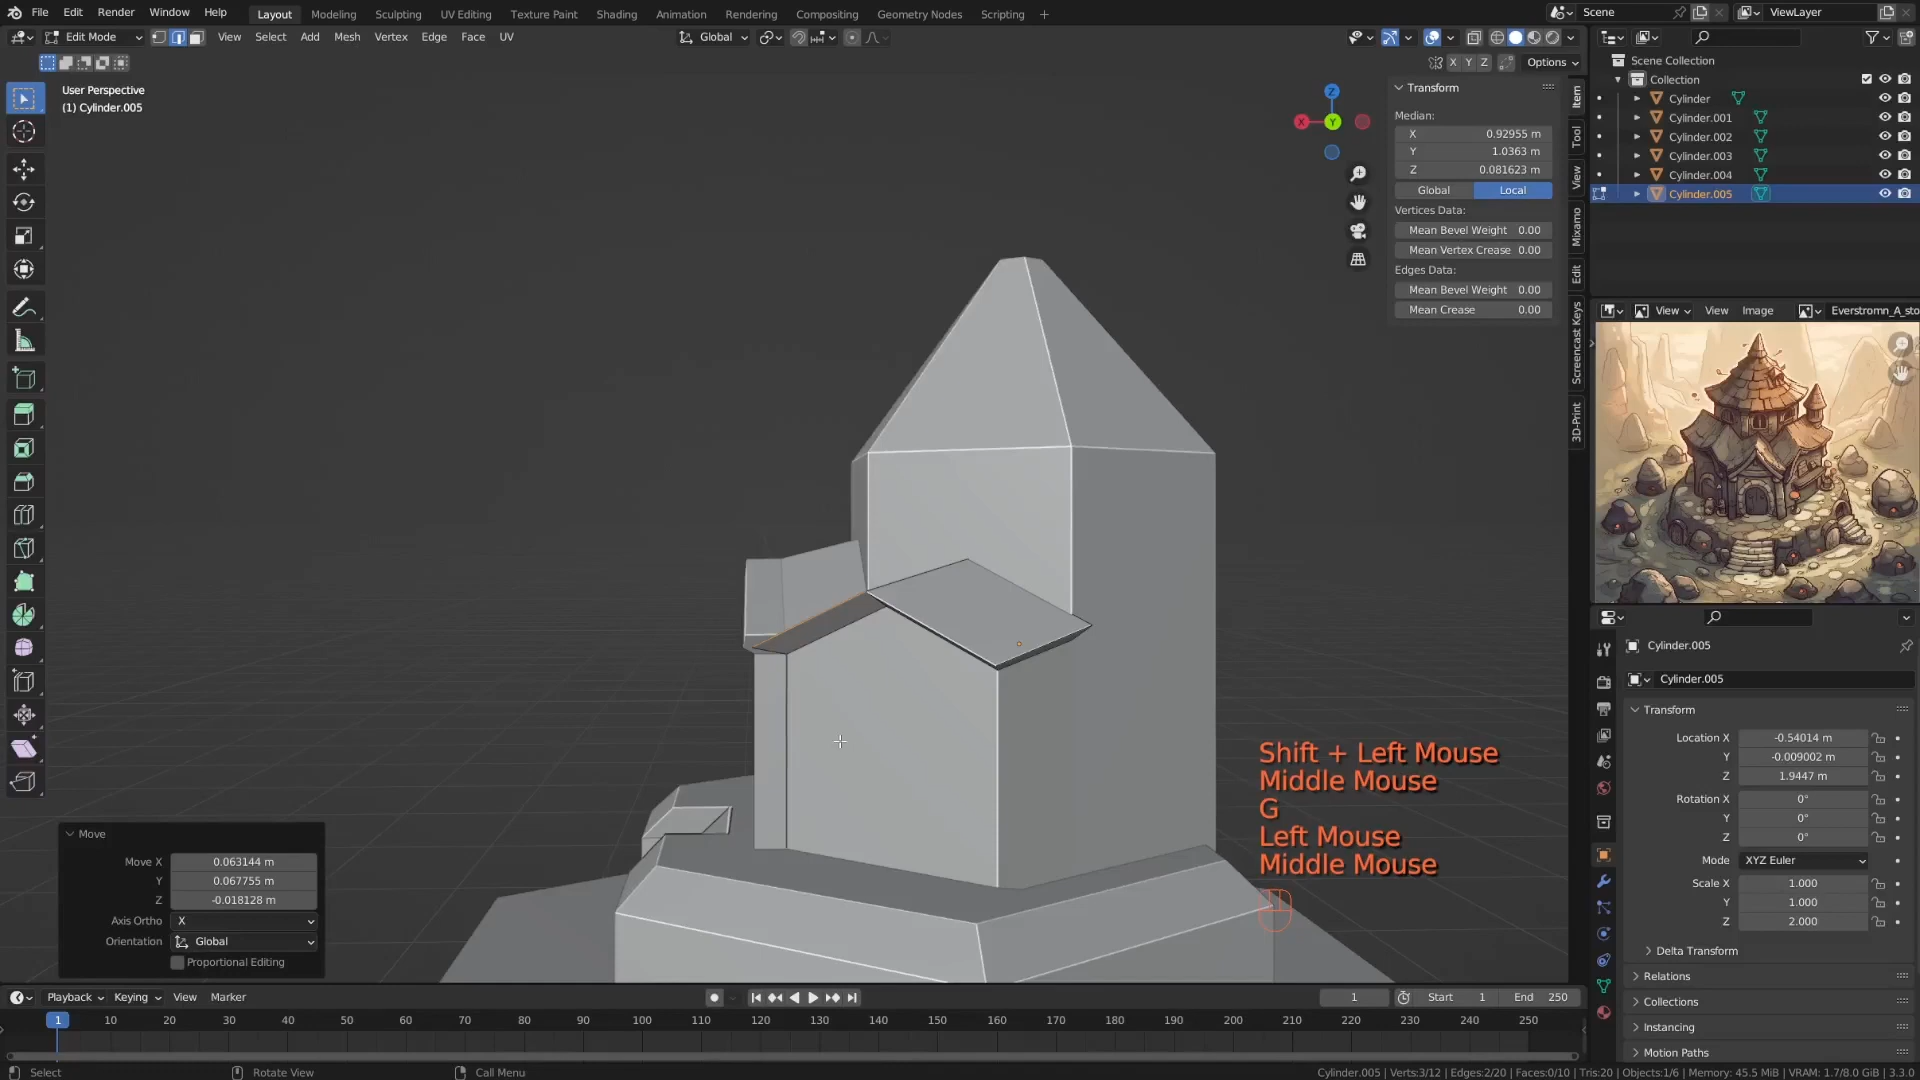 File Edit Render Window Help
Layout Modeling Sculpting UV Editing Texture Paint Shading Animation Rendering Compositing Geometry Nodes Scripting +
Scene
ViewLayer
Edit Mode View Select Add Mesh Vertex Edge Face UV
Global
X Y Z Options
User Perspective
(1) Cylinder.005
Z
X
Y
Transform
Median:
X 0.92955 m
Y 1.0363 m
Z 0.081623 m
Global Local
Vertices Data:
Mean Bevel Weight 0.00
Mean Vertex Crease 0.00
Edges Data:
Mean Bevel Weight 0.00
Mean Crease 0.00
Item
Tool
View
Mixamo
Edit
Screencast Keys
3D-Print
Scene Collection
Collection
Cylinder
Cylinder.001
Cylinder.002
Cylinder.003
Cylinder.004
Cylinder.005
View View Image Everstromn_A_sto
Cylinder.005
Cylinder.005
Transform
Location X -0.54014 m
Y -0.009002 m
Z 1.9447 m
Rotation X 0°
Y 0°
Z 0°
Mode XYZ Euler
Scale X 1.000
Y 1.000
Z 2.000
Delta Transform
Relations
Collections
Instancing
Motion Paths
Shift + Left Mouse
Middle Mouse
G
Left Mouse
Middle Mouse
Move
Move X 0.063144 m
Y 0.067755 m
Z -0.018128 m
Axis Ortho X
Orientation Global
Proportional Editing
Playback Keying View Marker
1 Start 1 End 250
1 10 20 30 40 50 60 70 80 90 100 110 120 130 140 150 160 170 180 190 200 210 220 230 240 250
Select Rotate View Call Menu
Cylinder.005 | Verts:3/12 | Edges:2/20 | Faces:0/10 | Tris:20 | Objects:1/6 | Memory: 45.5 MiB | VRAM: 1.7/8.0 GiB | 3.3.0